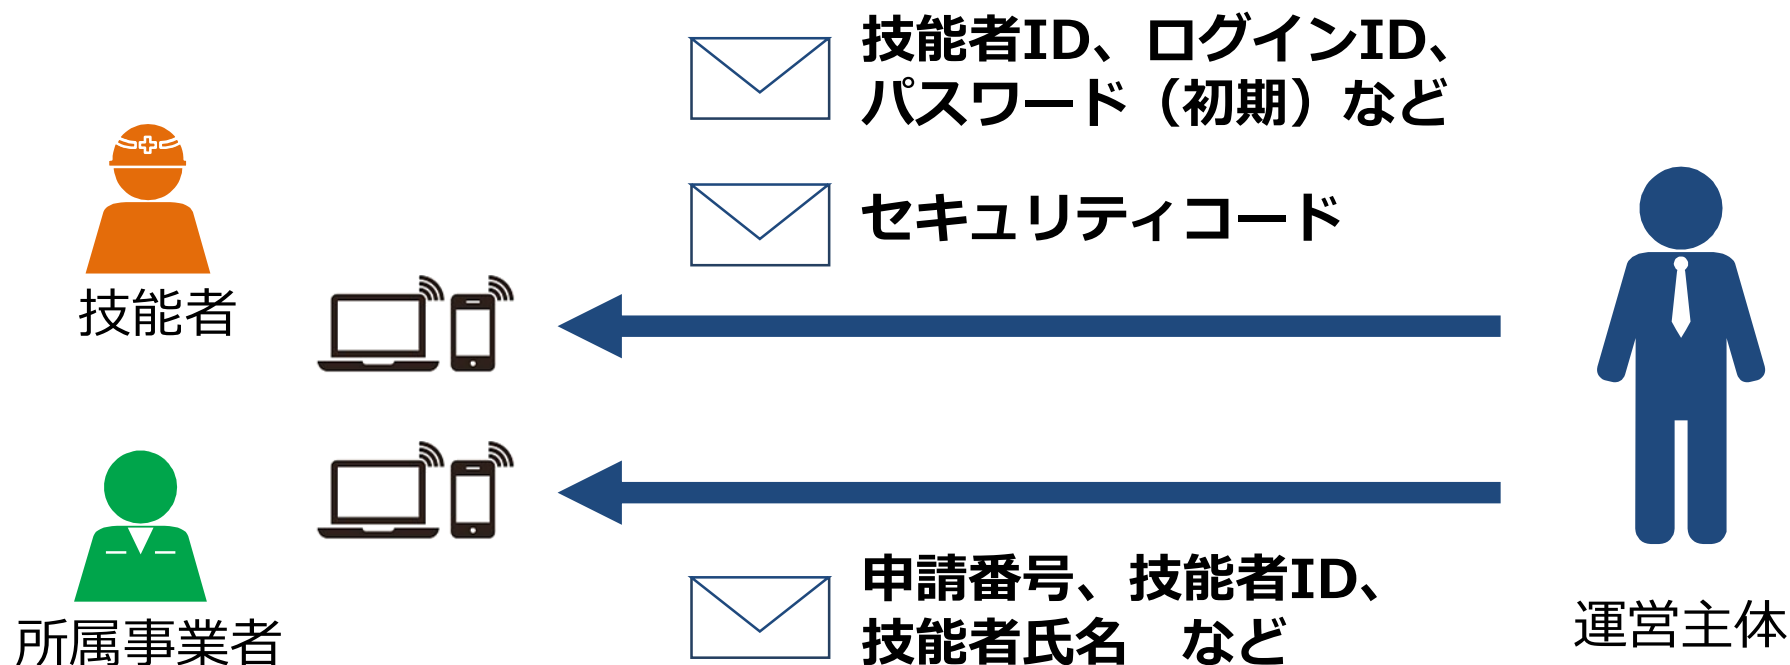 技能者ID、ログインID、
パスワード（初期）など
セキュリティコード
技能者
申請番号、技能者ID、
技能者氏名　など
所属事業者
運営主体